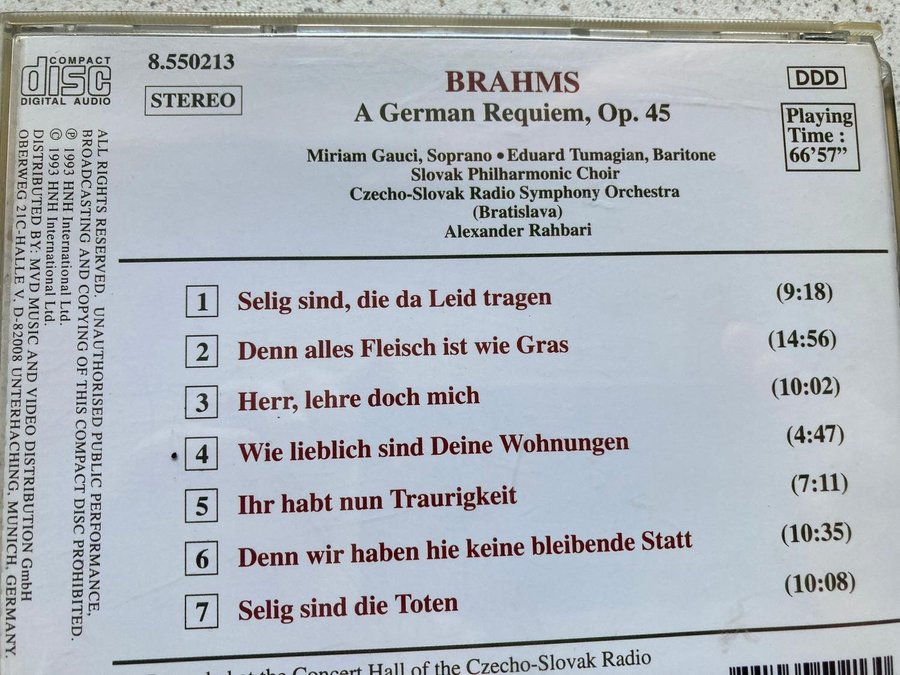 COMPACT
disc
DIGITAL AUDIO
8.550213
STEREO
BRAHMS
A German Requiem, Op. 45
Miriam Gauci, Soprano • Eduard Tumagian, Baritone
Slovak Philharmonic Choir
Czecho-Slovak Radio Symphony Orchestra
(Bratislava)
Alexander Rahbari
DDD
Playing
Time :
66’57”
1 Selig sind, die da Leid tragen (9:18)
2 Denn alles Fleisch ist wie Gras (14:56)
3 Herr, lehre doch mich (10:02)
4 Wie lieblich sind Deine Wohnungen (4:47)
5 Ihr habt nun Traurigkeit (7:11)
6 Denn wir haben hie keine bleibende Statt (10:35)
7 Selig sind die Toten (10:08)
at the Concert Hall of the Czecho-Slovak Radio
ALL RIGHTS RESERVED. UNAUTHORISED PUBLIC PERFORMANCE,
BROADCASTING AND COPYING OF THIS COMPACT DISC PROHIBITED.
℗ 1993 HNH International Ltd.
© 1993 HNH International Ltd.
DISTRIBUTED BY: MVD MUSIC AND VIDEO DISTRIBUTION GmbH
OBERWEG 21C-HALLE V, D-82008 UNTERHACHING, MUNICH, GERMANY.